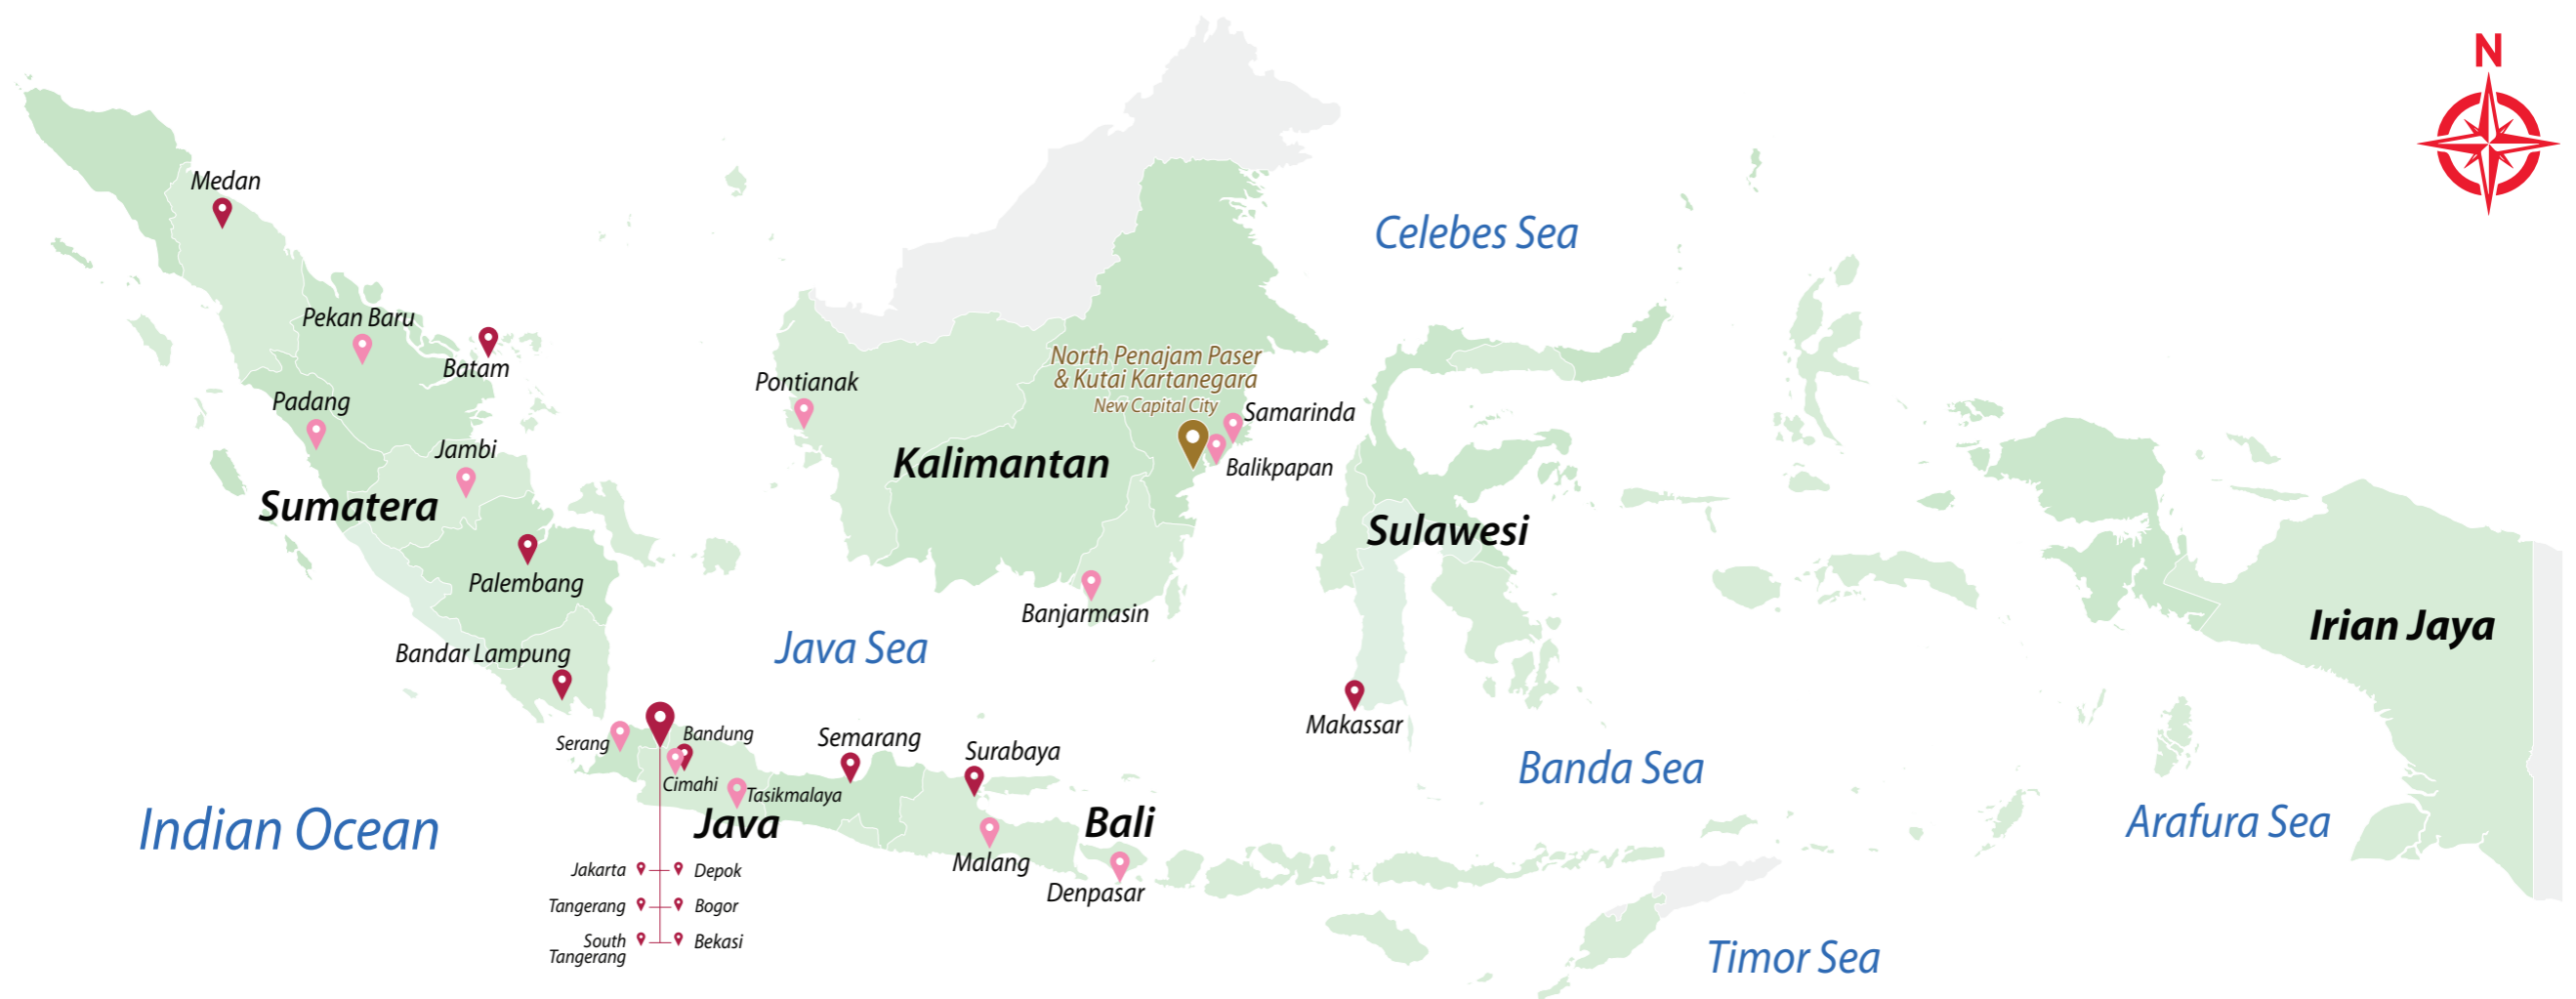 N
Medan
Celebes Sea
Pekan Baru
Batam
North Penajam Paser
& Kutai Kartanegara
New Capital City
Pontianak
Padang
Samarinda
Jambi
Kalimantan
Balikpapan
Sumatera
Sulawesi
Palembang
Banjarmasin
Irian Jaya
Java Sea
Bandar Lampung
Makassar
Serang
Bandung
Semarang
Surabaya
Banda Sea
Cimahi
Tasikmalaya
Indian Ocean
Java
Bali
Arafura Sea
Malang
Denpasar
Jakarta
Depok
Tangerang
Bogor
South
Tangerang
Bekasi
Timor Sea